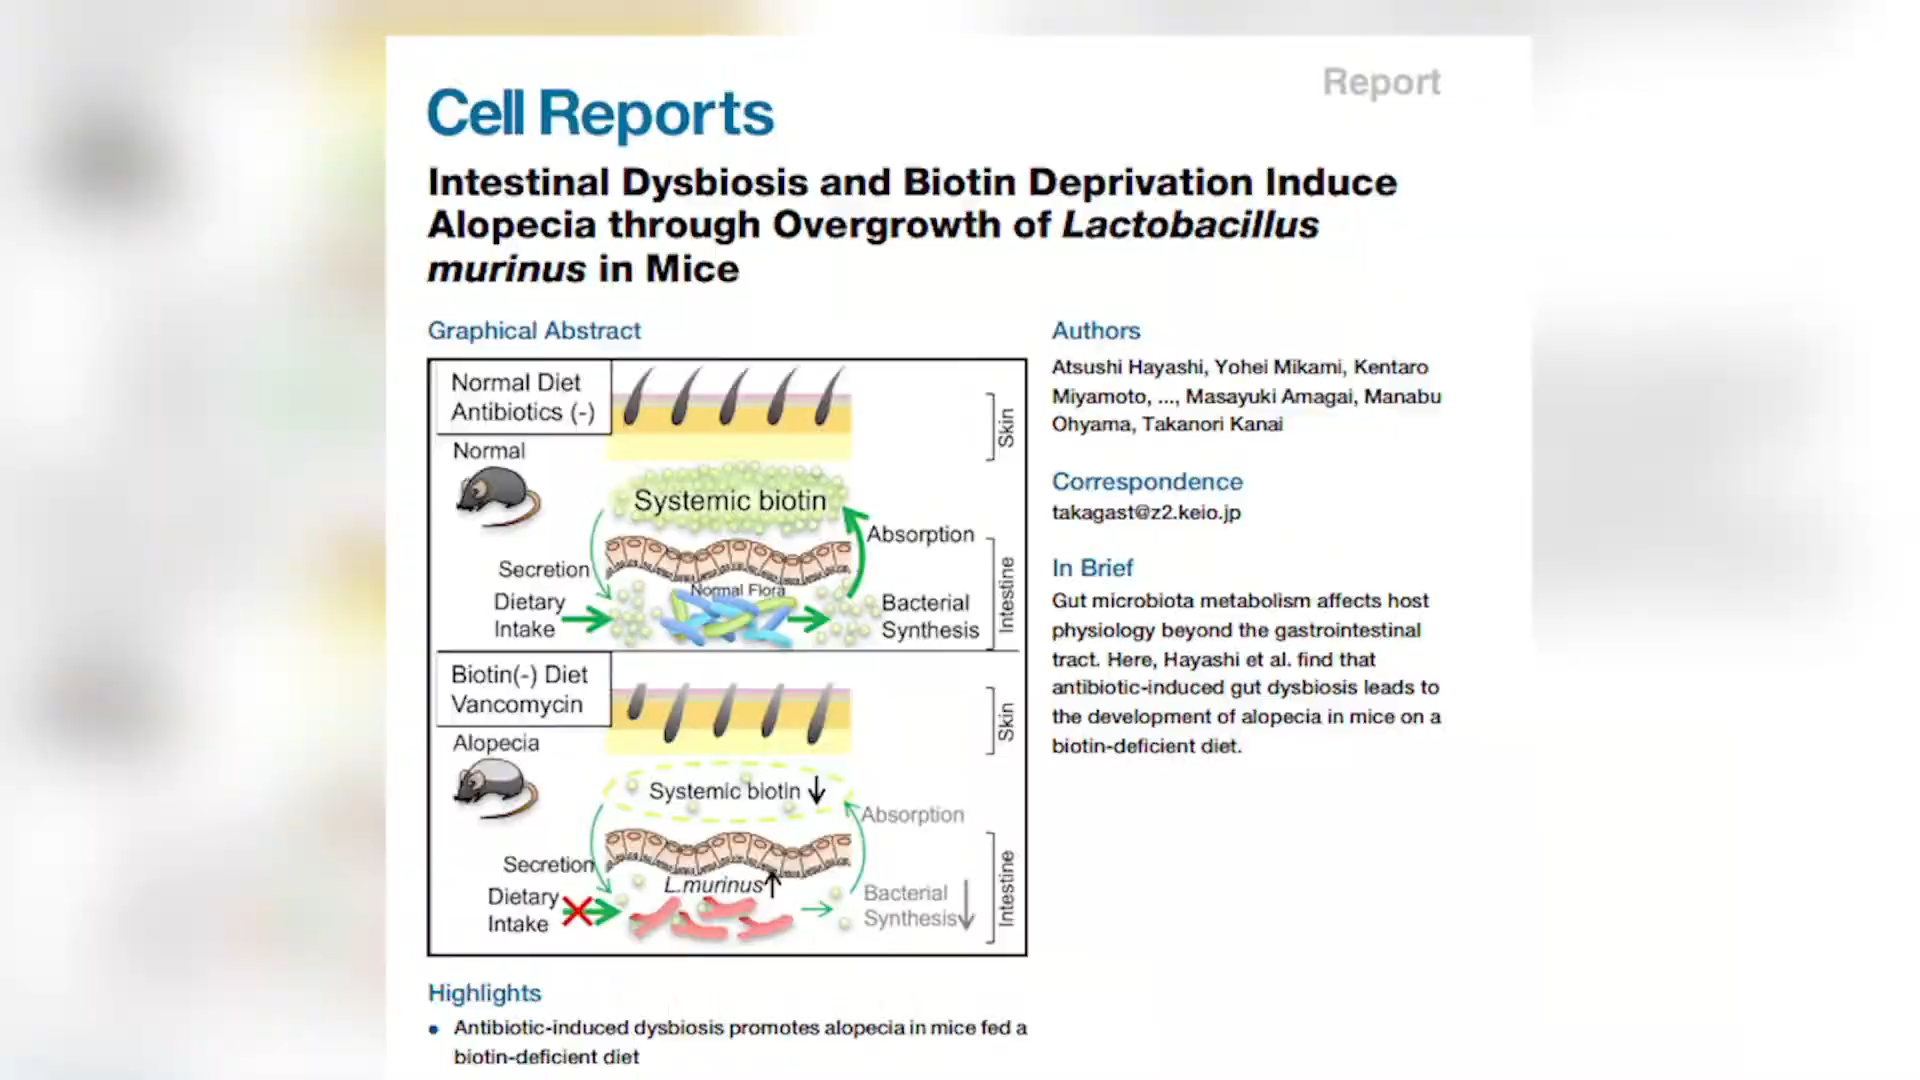 Report
Cell Reports
Intestinal Dysbiosis and Biotin Deprivation Induce
Alopecia through Overgrowth of Lactobacillus
murinus in Mice
Graphical Abstract
Normal Diet
Antibiotics (-)
Normal
Skin
Systemic biotin
Absorption
Secretion
Normal Flora
Dietary
Intake
Bacterial
Synthesis
Intestine
Biotin(-) Diet
Vancomycin
Alopecia
Skin
Systemic biotin ↓
Absorption
Secretion
L.murinus↑
Dietary
Intake
Bacterial
Synthesis↓
Intestine
Highlights
• Antibiotic-induced dysbiosis promotes alopecia in mice fed a
biotin-deficient diet
Authors
Atsushi Hayashi, Yohei Mikami, Kentaro
Miyamoto, ..., Masayuki Amagai, Manabu
Ohyama, Takanori Kanai
Correspondence
takagast@z2.keio.jp
In Brief
Gut microbiota metabolism affects host
physiology beyond the gastrointestinal
tract. Here, Hayashi et al. find that
antibiotic-induced gut dysbiosis leads to
the development of alopecia in mice on a
biotin-deficient diet.